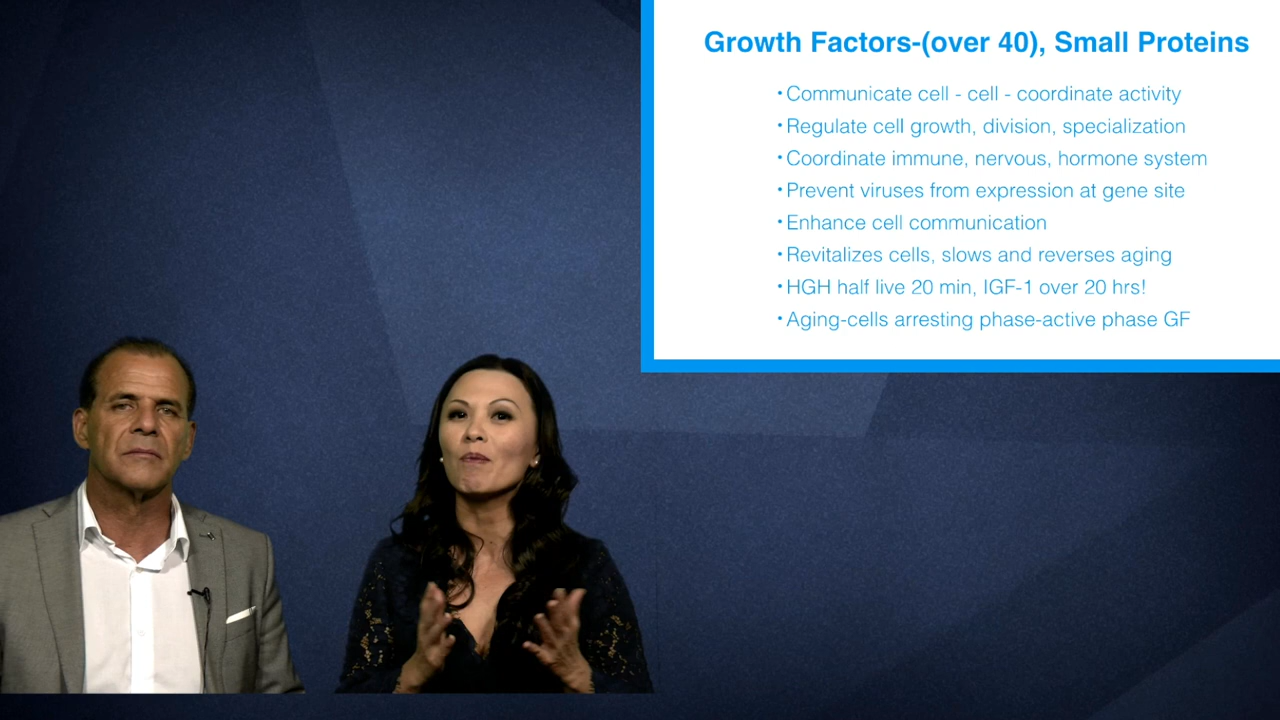 Growth Factors-(over 40), Small Proteins
•Communicate cell - cell - coordinate activity
•Regulate cell growth, division, specialization
•Coordinate immune, nervous, hormone system
•Prevent viruses from expression at gene site
•Enhance cell communication
•Revitalizes cells, slows and reverses aging
•HGH half live 20 min, IGF-1 over 20 hrs!
•Aging-cells arresting phase-active phase GF